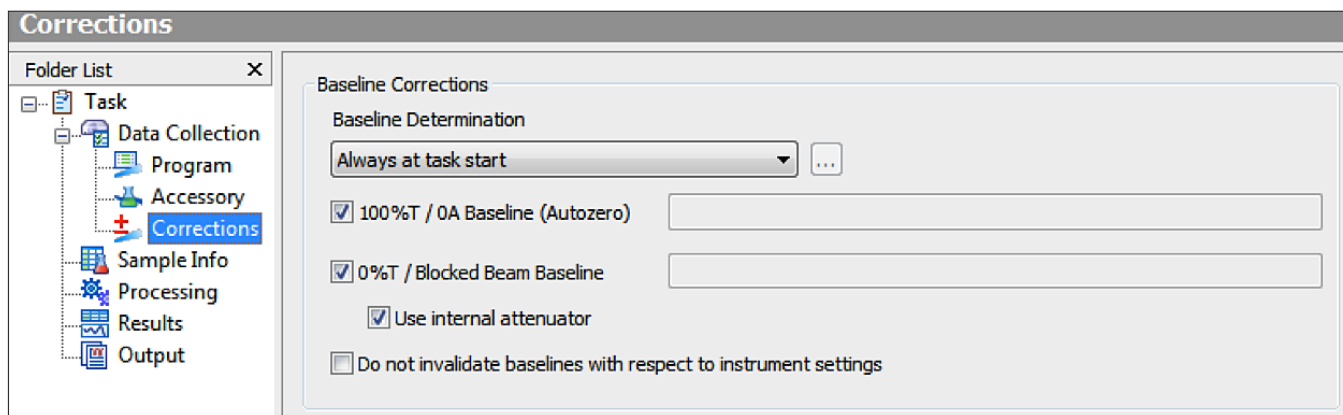 Corrections
Folder List
Task
Data Collection
Program
Accessory
Corrections
Sample Info
Processing
Results
Output
Baseline Corrections
Baseline Determination
Always at task start
...
100%T / 0A Baseline (Autozero)
0%T / Blocked Beam Baseline
Use internal attenuator
Do not invalidate baselines with respect to instrument settings